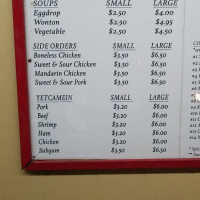 SOUPS SMALL LARGE
Eggdrop $2.50 $4.00
Wonton $2.50 $4.95
Vegetable $2.50 $4.50
SIDE ORDERS SMALL LARGE
Boneless Chicken $3.50 $6.50
Sweet & Sour Chicken $3.50 $6.50
Mandarin Chicken $3.50 $6.50
Sweet & Sour Pork $3.50 $6.50
YETCAMEIN SMALL LARGE
Pork $3.20 $6.00
Beef $3.20 $6.00
Shrimp $3.20 $6.00
Ham $3.20 $6.00
Chicken $3.20 $6.00
Subgum $3.50 $6.50